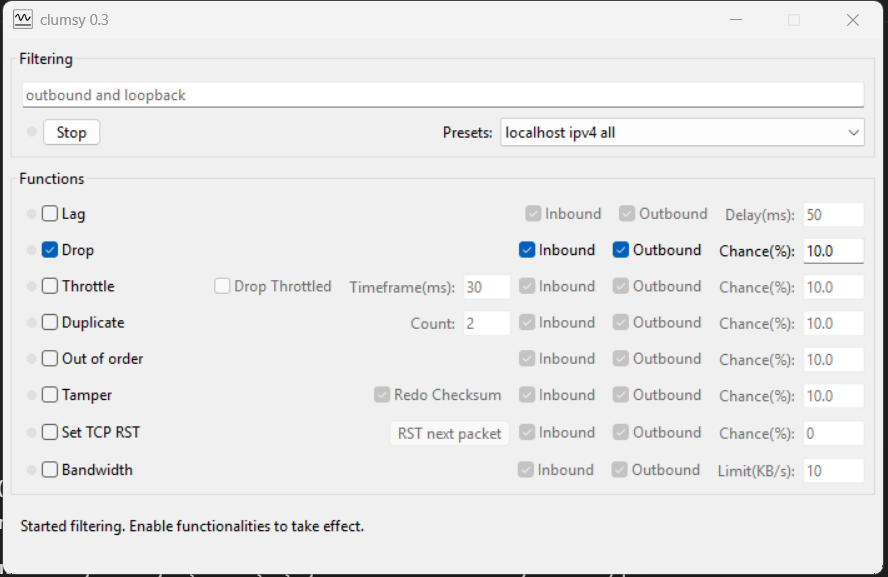 clumsy 0.3
Filtering
outbound and loopback
Stop Presets: localhost ipv4 all
Functions
Lag Inbound Outbound Delay(ms): 50
Drop Inbound Outbound Chance(%): 10.0
Throttle Drop Throttled Timeframe(ms): 30 Inbound Outbound Chance(%): 10.0
Duplicate Count: 2 Inbound Outbound Chance(%): 10.0
Out of order Inbound Outbound Chance(%): 10.0
Tamper Redo Checksum Inbound Outbound Chance(%): 10.0
Set TCP RST RST next packet Inbound Outbound Chance(%): 0
Bandwidth Inbound Outbound Limit(KB/s): 10
Started filtering. Enable functionalities to take effect.